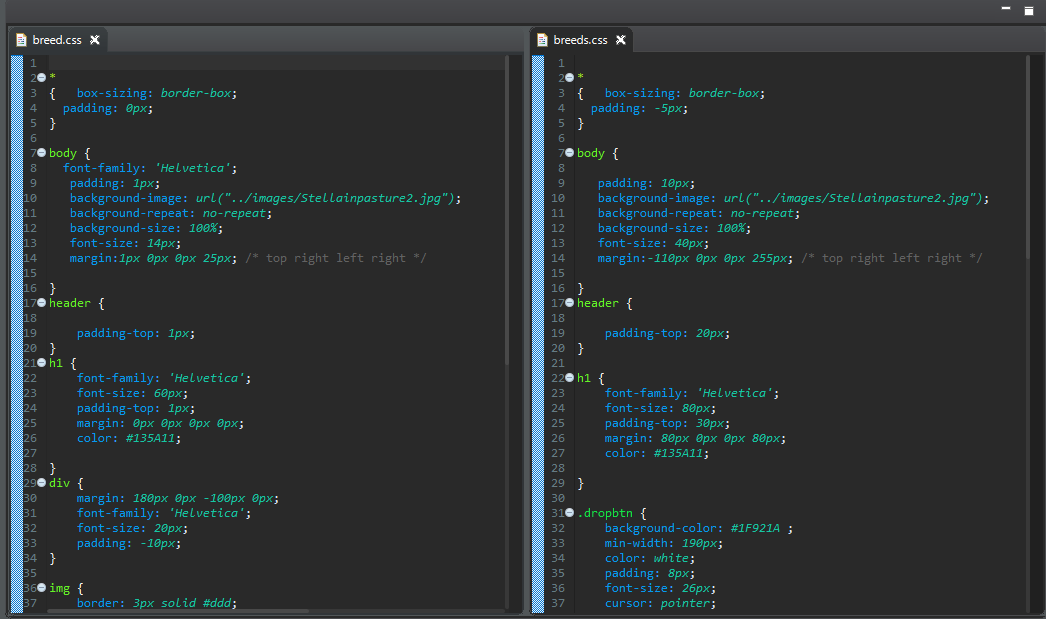 breed.css
1
2 *
3 {   box-sizing: border-box;
4   padding: 0px;
5 }
6
7 body {
8   font-family: 'Helvetica';
9    padding: 1px;
10    background-image: url("../images/Stellainpasture2.jpg");
11    background-repeat: no-repeat;
12    background-size: 100%;
13    font-size: 14px;
14    margin:1px 0px 0px 25px; /* top right left right */
15
16 }
17 header {
18
19     padding-top: 1px;
20 }
21 h1 {
22     font-family: 'Helvetica';
23     font-size: 60px;
24     padding-top: 1px;
25     margin: 0px 0px 0px 0px;
26     color: #135A11;
27
28 }
29 div {
30     margin: 180px 0px -100px 0px;
31     font-family: 'Helvetica';
32     font-size: 20px;
33     padding: -10px;
34 }
35
36 img {
37     border: 3px solid #ddd;
breeds.css
1
2 *
3 {   box-sizing: border-box;
4   padding: -5px;
5 }
6
7 body {
8
9    padding: 10px;
10    background-image: url("../images/Stellainpasture2.jpg");
11    background-repeat: no-repeat;
12    background-size: 100%;
13    font-size: 40px;
14    margin:-110px 0px 0px 255px; /* top right left right */
15
16 }
17 header {
18
19     padding-top: 20px;
20 }
21
22 h1 {
23     font-family: 'Helvetica';
24     font-size: 80px;
25     padding-top: 30px;
26     margin: 80px 0px 0px 80px;
27     color: #135A11;
28
29 }
30
31 .dropbtn {
32     background-color: #1F921A ;
33     min-width: 190px;
34     color: white;
35     padding: 8px;
36     font-size: 26px;
37     cursor: pointer;